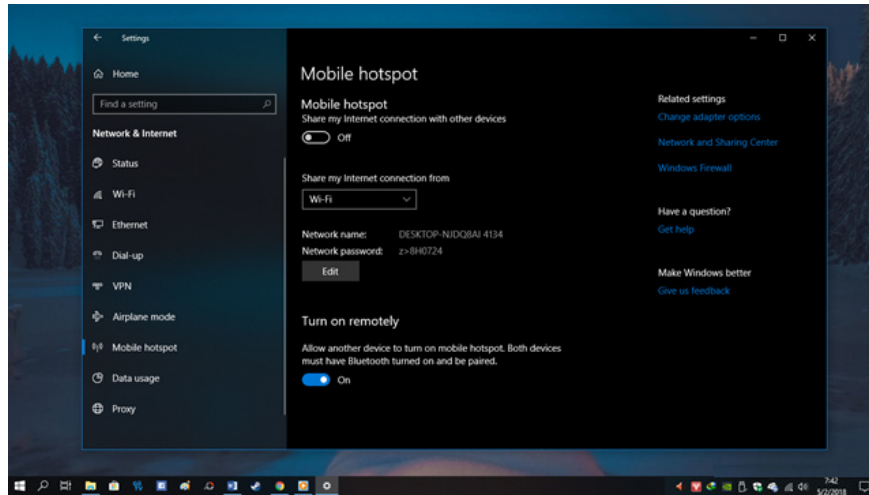 Settings
Home
Find a setting
Network & Internet
Status
Wi-Fi
Ethernet
Dial-up
VPN
Airplane mode
Mobile hotspot
Data usage
Proxy
Mobile hotspot
Mobile hotspot
Share my Internet connection with other devices
Off
Share my Internet connection from
Wi-Fi
Network name: DESKTOP-NJDQ8AI 4134
Network password: z>8H0724
Edit
Turn on remotely
Allow another device to turn on mobile hotspot. Both devices
must have Bluetooth turned on and be paired.
On
Related settings
Change adapter options
Network and Sharing Center
Windows Firewall
Have a question?
Get help
Make Windows better
Give us feedback
7:42
5/2/2018